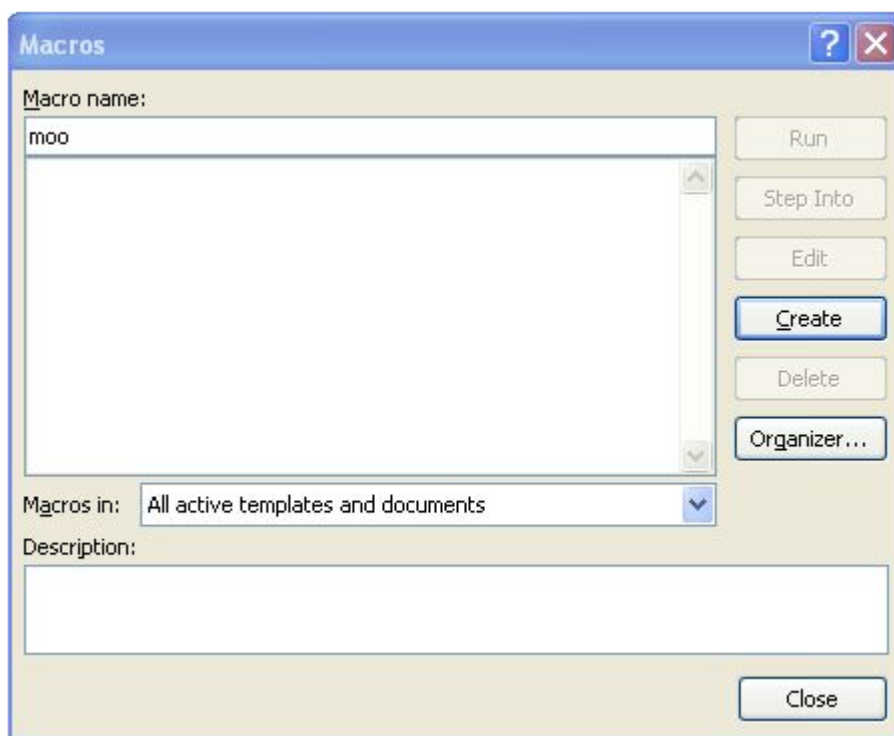 Macros
Macro name:
moo
Run
Step Into
Edit
Create
Delete
Organizer...
Macros in: All active templates and documents
Description:
Close